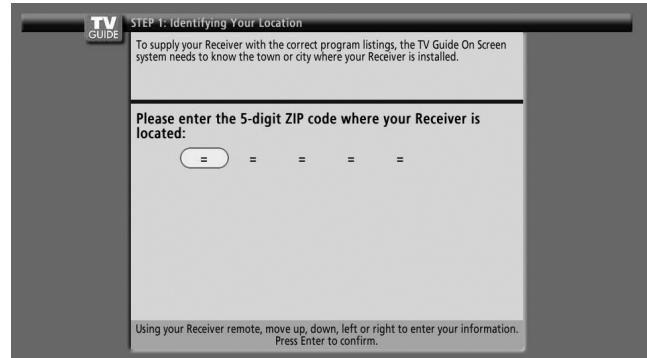 TV
GUIDE
STEP 1: Identifying Your Location
To supply your Receiver with the correct program listings, the TV Guide On Screen
system needs to know the town or city where your Receiver is installed.
Please enter the 5-digit ZIP code where your Receiver is
located:
= = = = =
Using your Receiver remote, move up, down, left or right to enter your information.
Press Enter to confirm.